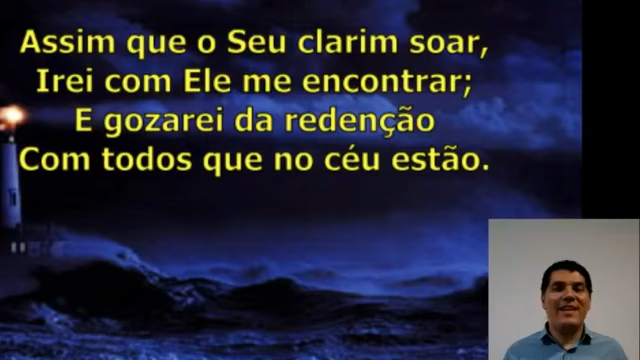 Assim que o Seu clarim soar,
Irei com Ele me encontrar;
E gozarei da redenção
Com todos que no céu estão.